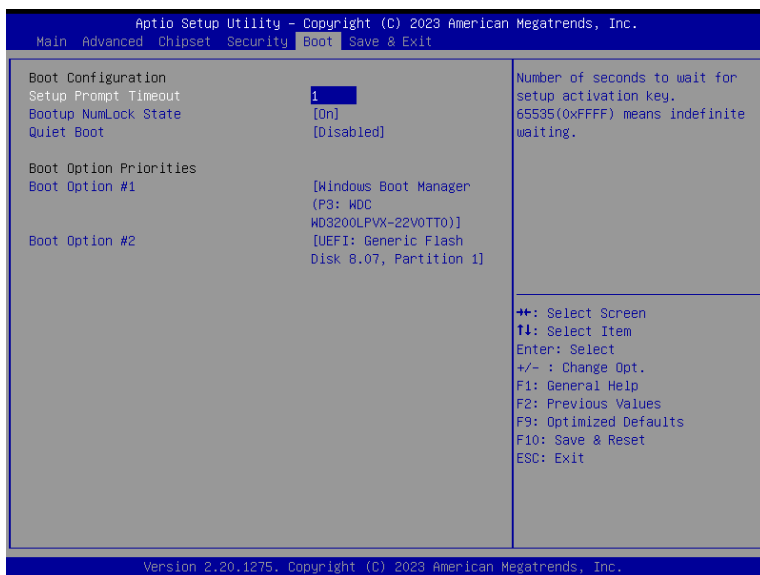 Aptio Setup Utility – Copyright (C) 2023 American Megatrends, Inc.
Main Advanced Chipset Security Boot Save & Exit
Boot Configuration
Setup Prompt Timeout 1
Bootup NumLock State [On]
Quiet Boot [Disabled]
Boot Option Priorities
Boot Option #1 [Windows Boot Manager
(P3: WDC
WD3200LPVX-22V0TT0)]
Boot Option #2 [UEFI: Generic Flash
Disk 8.07, Partition 1]
Number of seconds to wait for
setup activation key.
65535(0xFFFF) means indefinite
waiting.
→←: Select Screen
↑↓: Select Item
Enter: Select
+/- : Change Opt.
F1: General Help
F2: Previous Values
F9: Optimized Defaults
F10: Save & Reset
ESC: Exit
Version 2.20.1275. Copyright (C) 2023 American Megatrends, Inc.